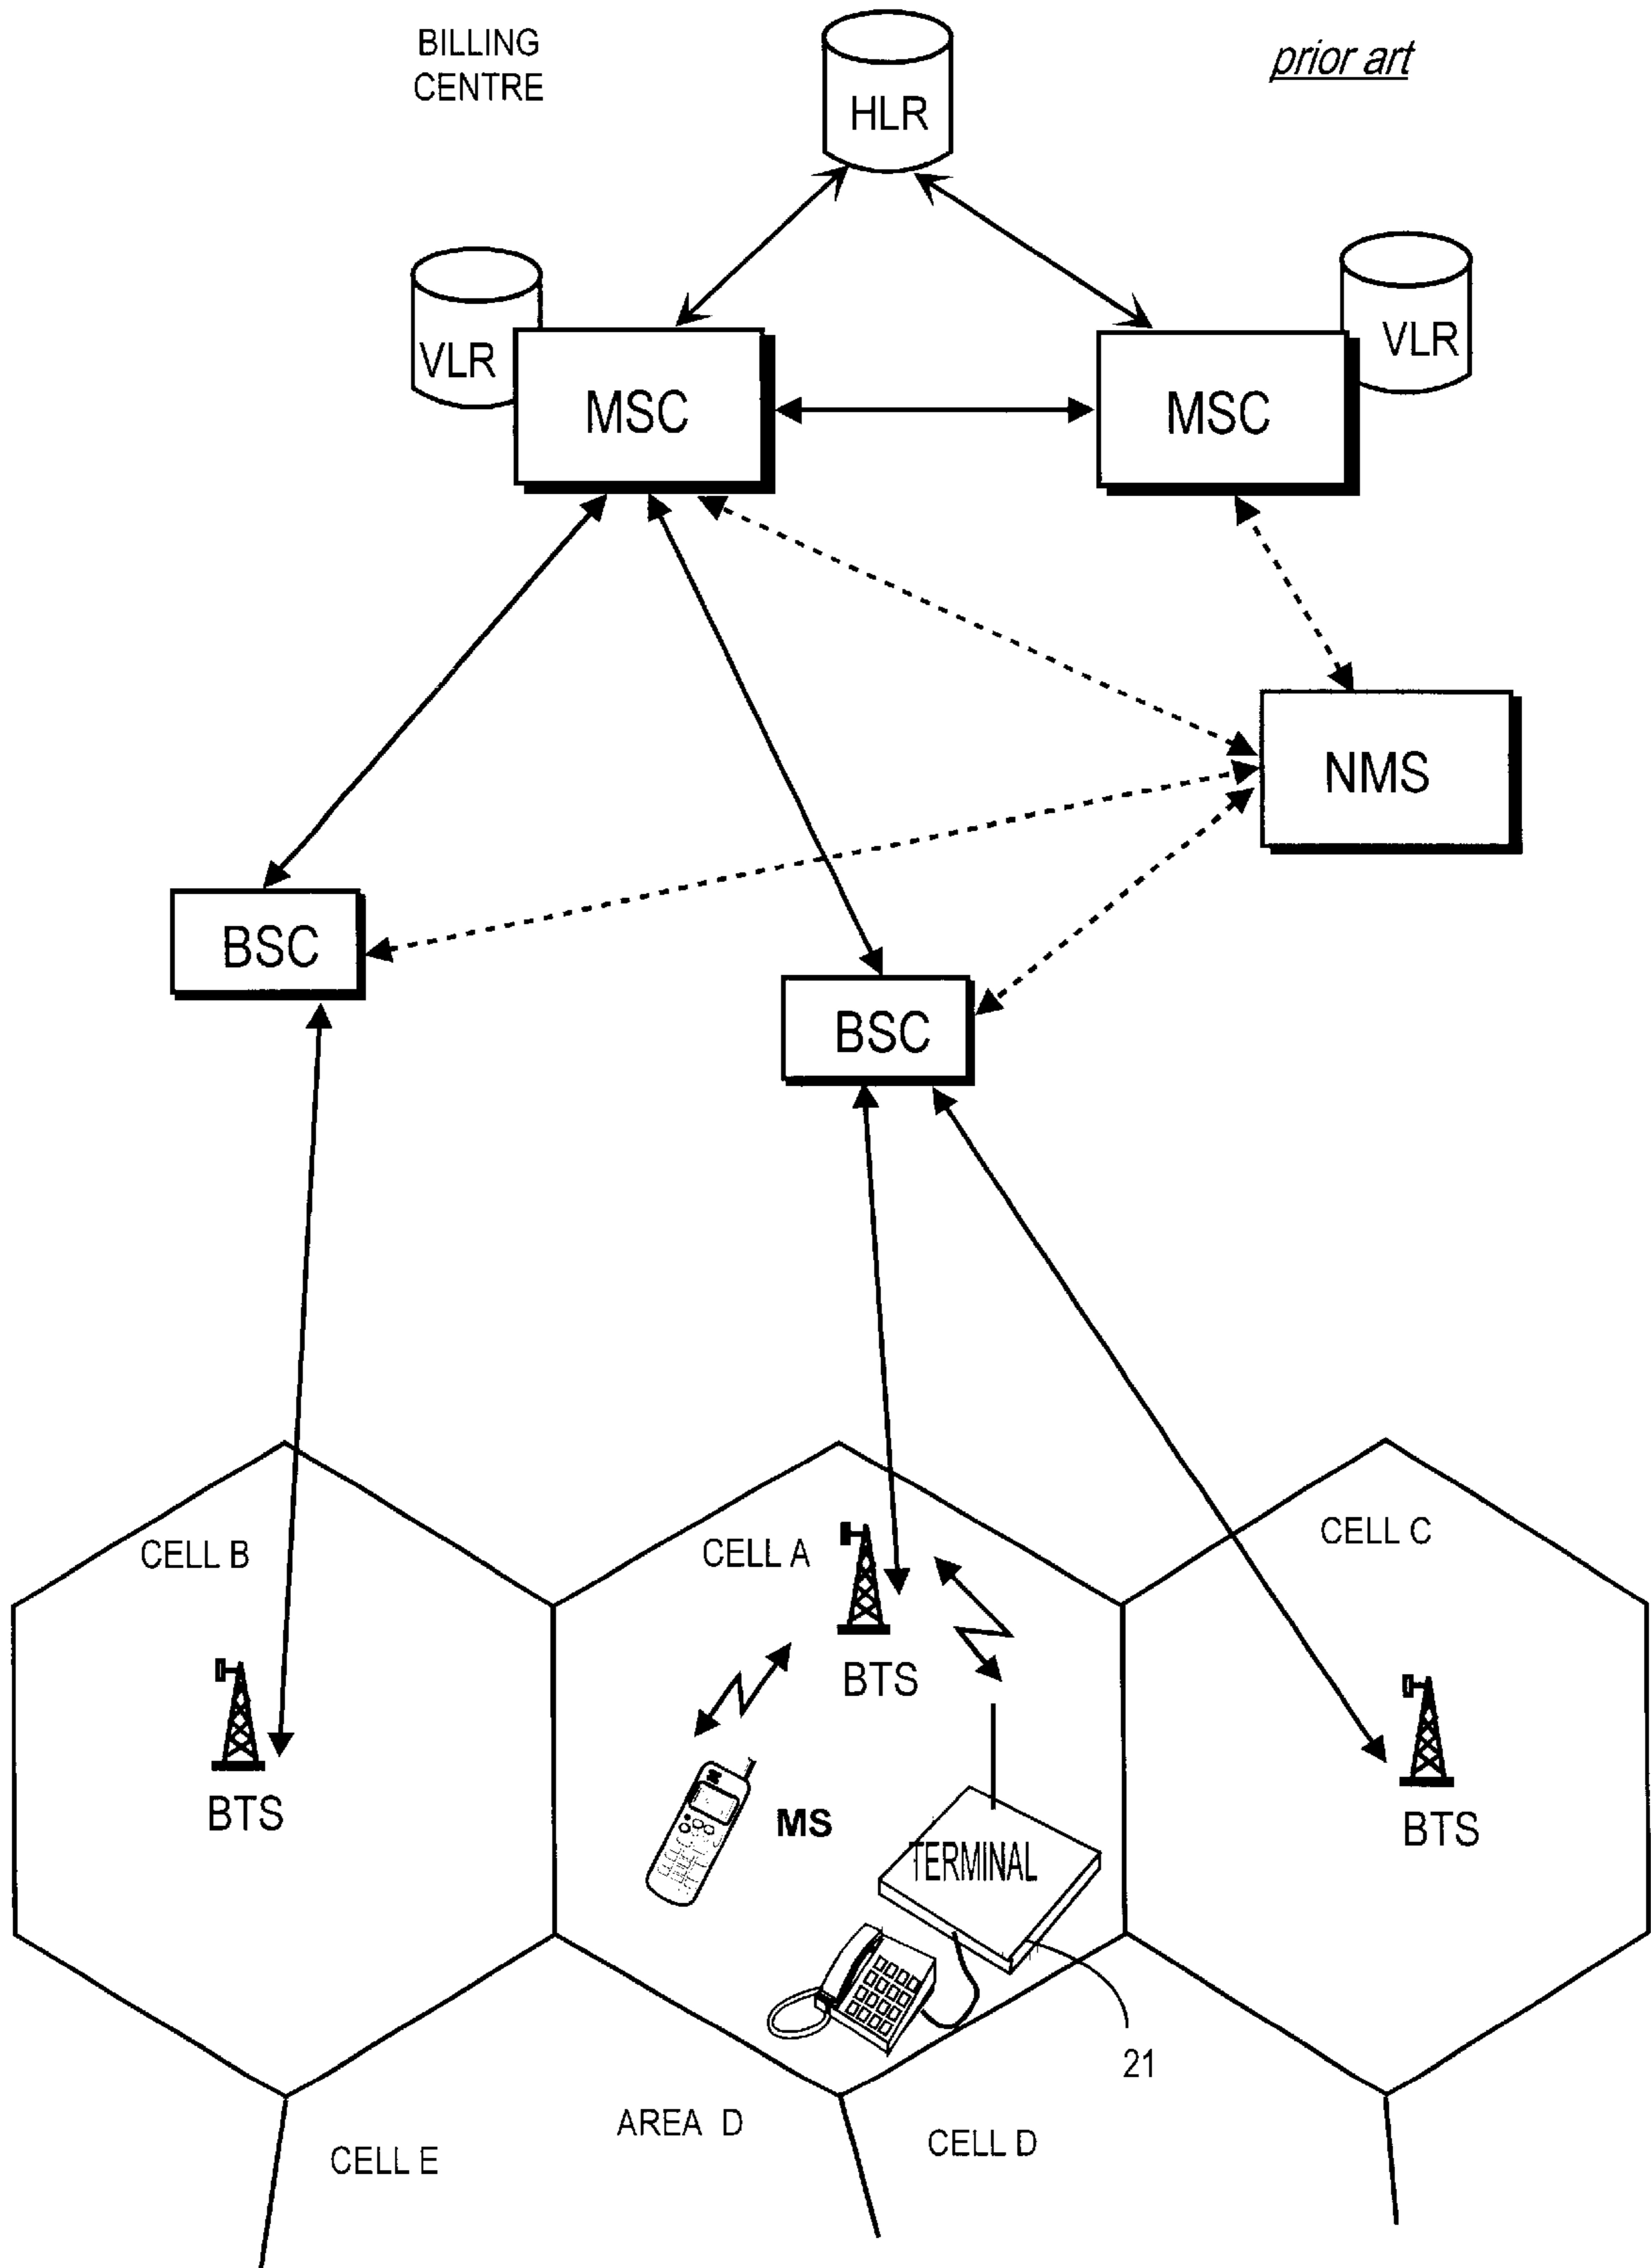 BILLING
CENTRE
prior art
HLR
VLR
MSC
MSC
VLR
NMS
BSC
BSC
CELL B
CELL A
CELL C
BTS
BTS
MS
BTS
TERMINAL
21
AREA D
CELL D
CELL E